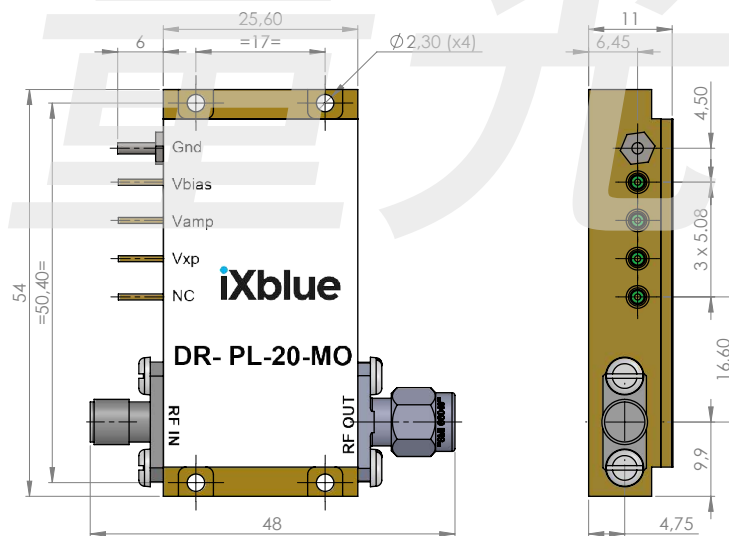 25,60
11
6
=17=
Ø2,30 (x4)
6,45
Gnd
Vbias
Vamp
Vxp
NC
iXblue
DR- PL-20-MO
RF IN
RF OUT
54
=50,40=
48
4,50
3 x 5.08
16,60
9,9
4,75